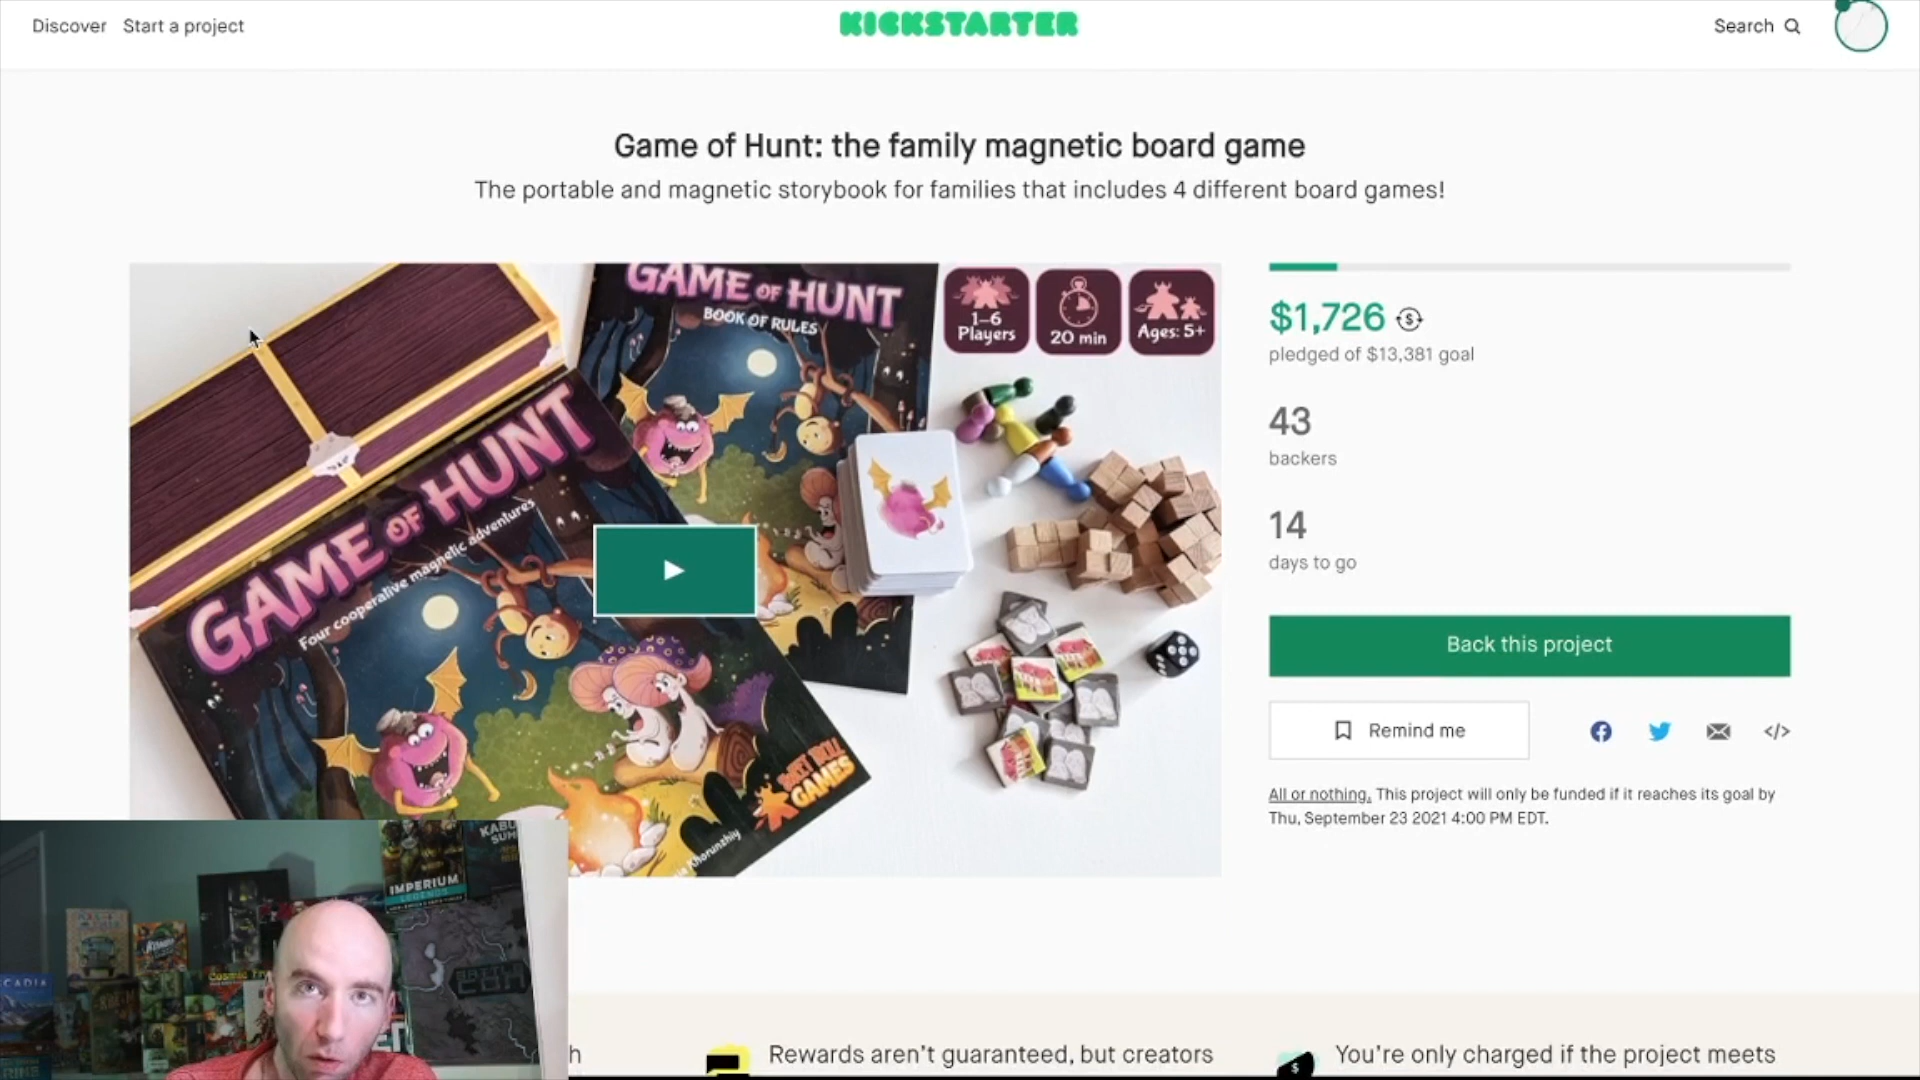 Discover
Start a project
KICKSTARTER
Search
Game of Hunt: the family magnetic board game
The portable and magnetic storybook for families that includes 4 different board games!
GAME OF HUNT
BOOK OF RULES
1-6
Players
20 min
Ages: 5+
GAME OF HUNT
Four cooperative magnetic adventures
GAMES
Khorunzhiy
$1,726
pledged of $13,381 goal
43
backers
14
days to go
Back this project
Remind me
</>
All or nothing. This project will only be funded if it reaches its goal by
Thu, September 23 2021 4:00 PM EDT.
IMPERIUM
LEGENDS
h
Rewards aren't guaranteed, but creators
$
You're only charged if the project meets